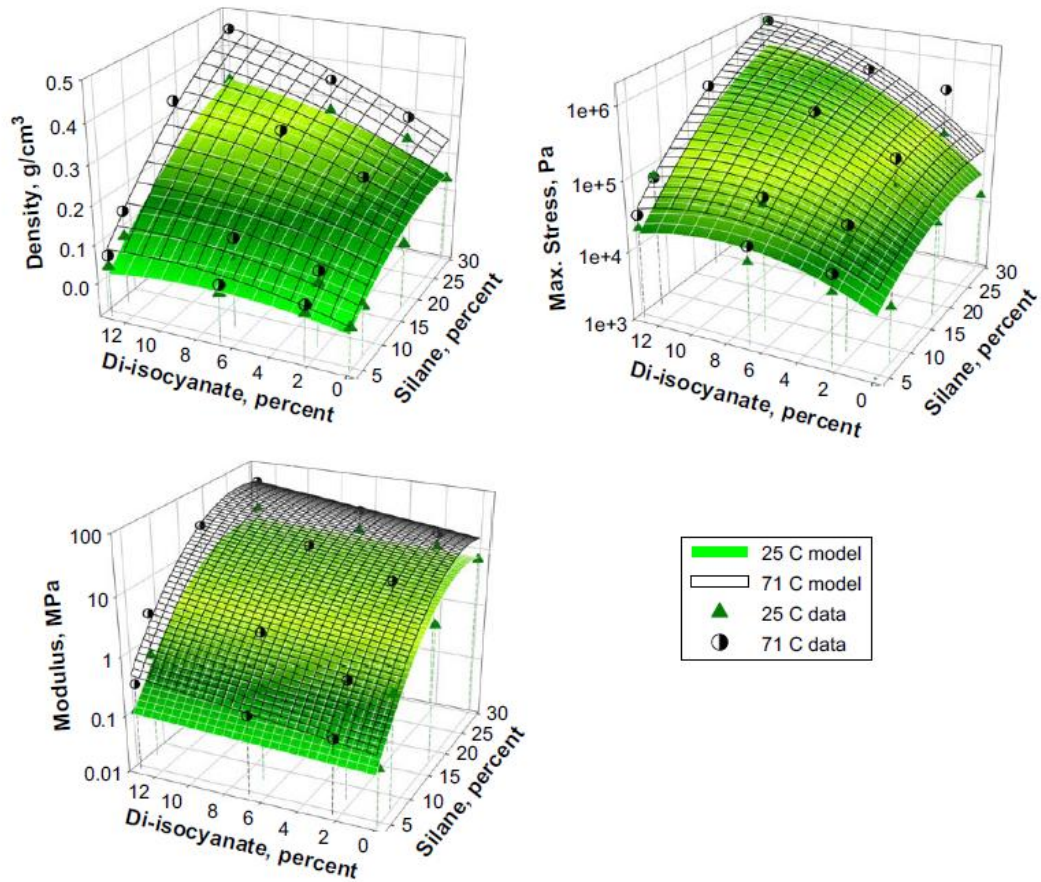 Density, g/cm³
0.5
0.4
0.3
0.2
0.1
0.0
12 10 8 6 4 2 0
Di-isocyanate, percent
5 10 15 20 25 30
Silane, percent
Max. Stress, Pa
1e+6
1e+5
1e+4
1e+3
12 10 8 6 4 2 0
Di-isocyanate, percent
5 10 15 20 25 30
Silane, percent
Modulus, MPa
100
10
1
0.1
0.01
12 10 8 6 4 2 0
Di-isocyanate, percent
5 10 15 20 25 30
Silane, percent
25 C model
71 C model
25 C data
71 C data